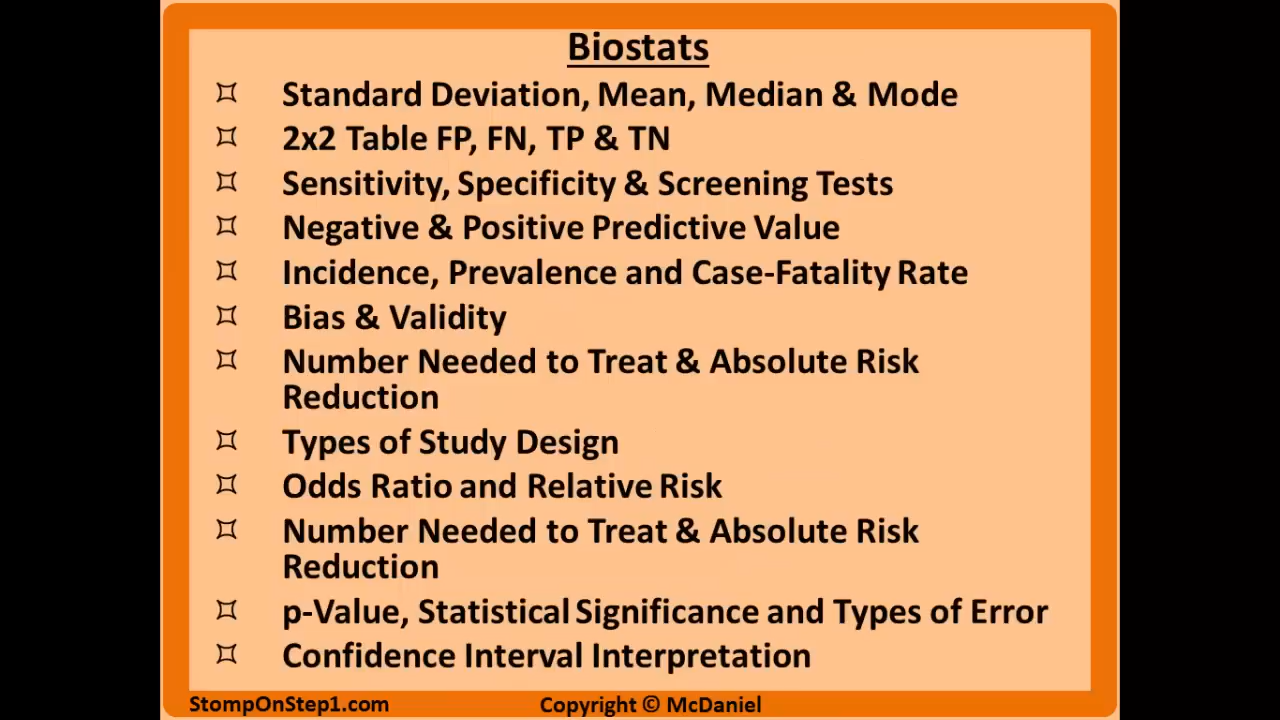 Biostats
Standard Deviation, Mean, Median & Mode
2x2 Table FP, FN, TP & TN
Sensitivity, Specificity & Screening Tests
Negative & Positive Predictive Value
Incidence, Prevalence and Case-Fatality Rate
Bias & Validity
Number Needed to Treat & Absolute Risk
Reduction
Types of Study Design
Odds Ratio and Relative Risk
Number Needed to Treat & Absolute Risk
Reduction
p-Value, Statistical Significance and Types of Error
Confidence Interval Interpretation
StompOnStep1.com
Copyright © McDaniel